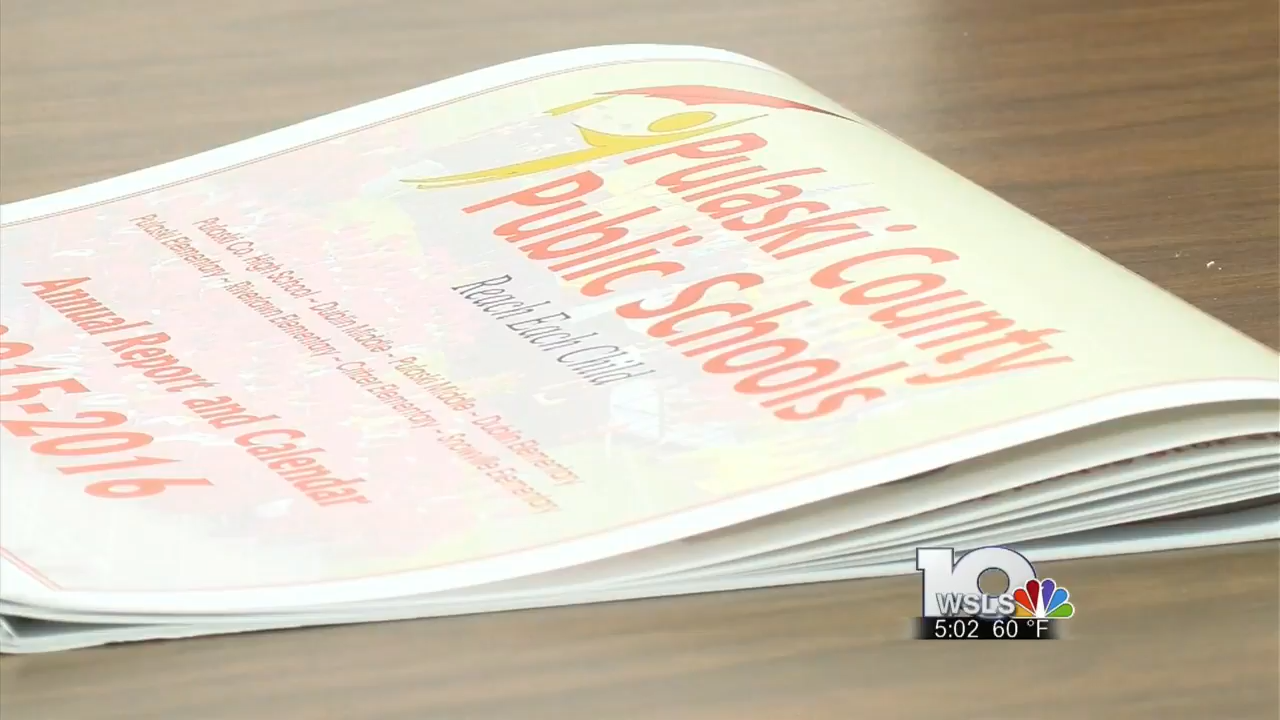 Pulaski County
Public Schools
Reach Each Child
Pulaski Co. High School ~ Dublin Middle ~ Pulaski Middle ~ Dublin Elementary
Pulaski Elementary ~ Riverlawn Elementary ~ Critzer Elementary ~ Snowville Elementary
Annual Report and Calendar
2015-2016
10
WSLS
5:02 60 °F